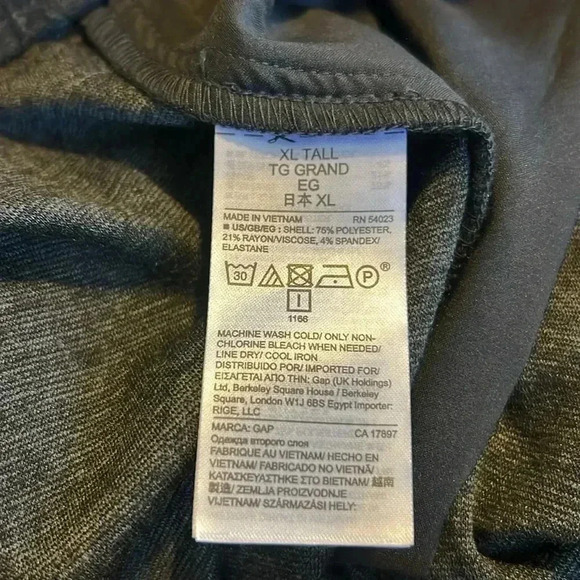 XL TALL
TG GRAND
EG
日本 XL
MADE IN VIETNAM RN 54023
■ US/GB/EG : SHELL: 75% POLYESTER,
21% RAYON/VISCOSE, 4% SPANDEX/
ELASTANE
30 P®
I
1166
MACHINE WASH COLD/ ONLY NON-
CHLORINE BLEACH WHEN NEEDED/
LINE DRY/ COOL IRON
DISTRIBUIDO POR/ IMPORTED FOR/
ΕΙΣΑΓΕΤΑΙ ΑΠΟ ΤΗΝ: Gap (UK Holdings)
Ltd, Berkeley Square House / Berkeley
Square, London W1J 6BS Egypt Importer:
RIGE, LLC
MARCA: GAP CA 17897
Одежда второго слоя
FABRIQUE AU VIETNAM/ HECHO EN
VIETNAM/ FABRICADO NO VIETNÃ/
ΚΑΤΑΣΚΕΥΑΣΤΗΚΕ ΣΤΟ ΒΙΕΤΝΑΜ/ 越南
製造/ ZEMLJA PROIZVODNJE
VIJETNAM/ SZÁRMAZÁSI HELY: